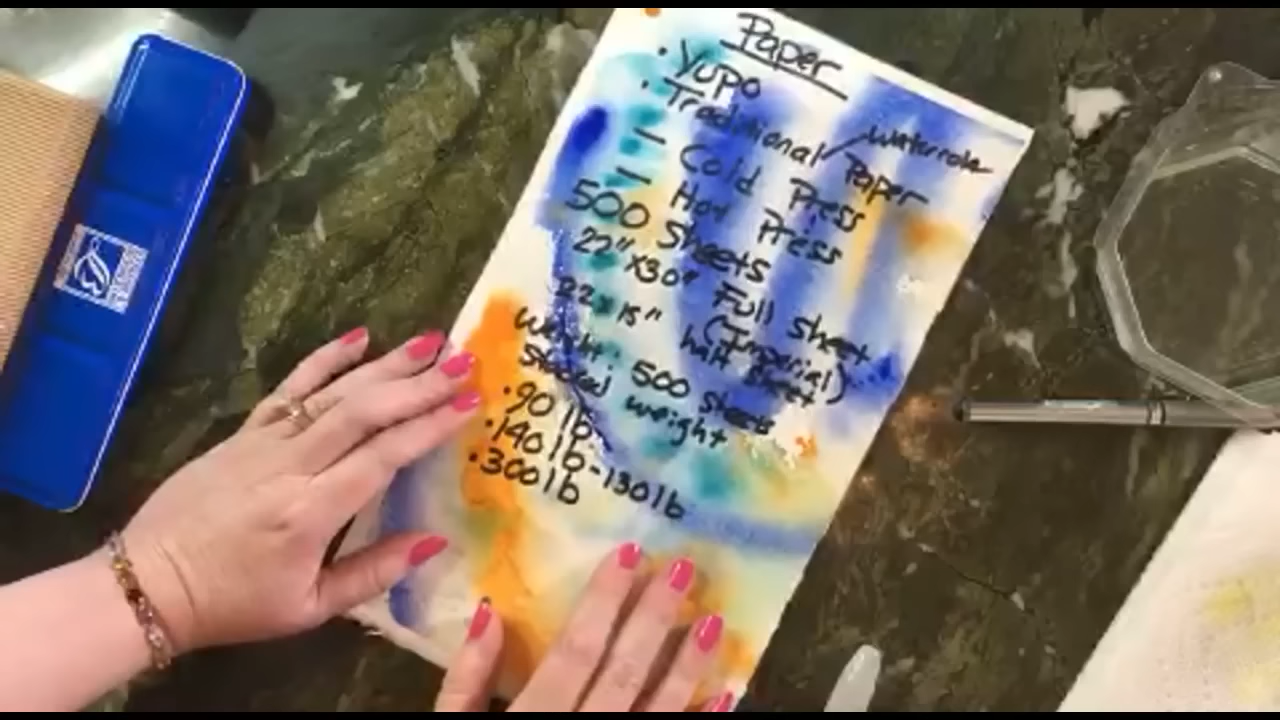 Paper
• Yupo
• Traditional / watercolor Paper
— Cold Press
— Hot Press
500 Sheets
22" x 30" Full sheet
(Imperial)
22 x 15" half sheet
Weight: 500 sheets
stacked weight
• 90 lb.
• 140 lb - 130 lb
• 300 lb